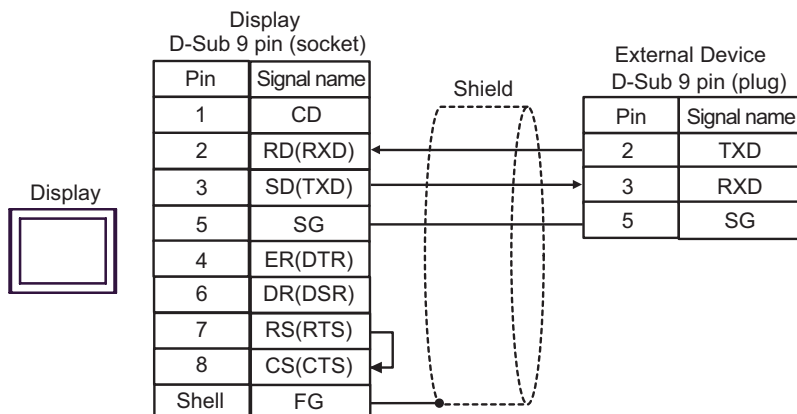 Display
D-Sub 9 pin (socket)
Pin Signal name
1 CD
2 RD(RXD)
3 SD(TXD)
5 SG
4 ER(DTR)
6 DR(DSR)
7 RS(RTS)
8 CS(CTS)
Shell FG
Display
Shield
External Device
D-Sub 9 pin (plug)
Pin Signal name
2 TXD
3 RXD
5 SG